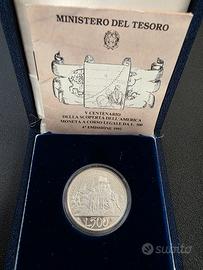 MINISTERO DEL TESORO
V CENTENARIO
DELLA SCOPERTA DELL'AMERICA
MONETA A CORSO LEGALE DA L. 500
4ª EMISSIONE 1992
L.500
subito